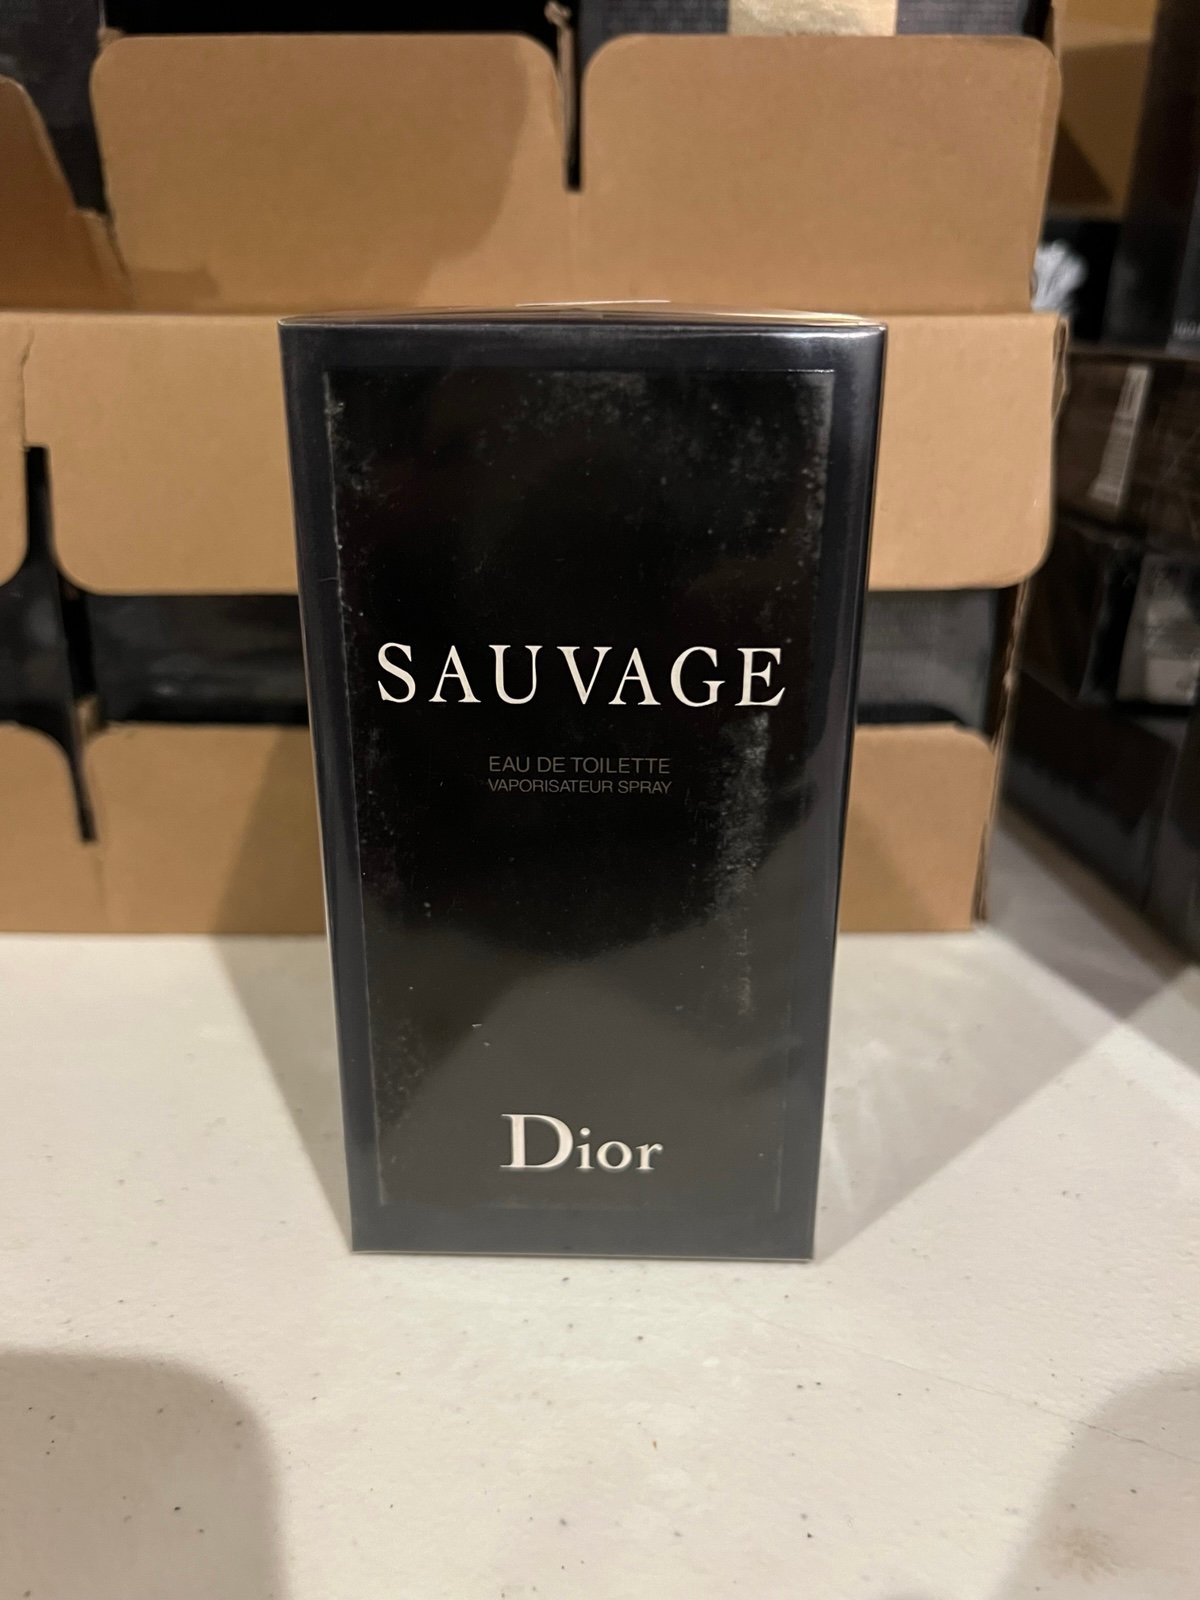 SAUVAGE
EAU DE TOILETTE
VAPORISATEUR SPRAY
Dior